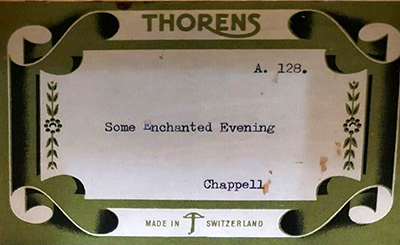 THORENS
A. 128.
Some Enchanted Evening
Chappell
MADE IN SWITZERLAND